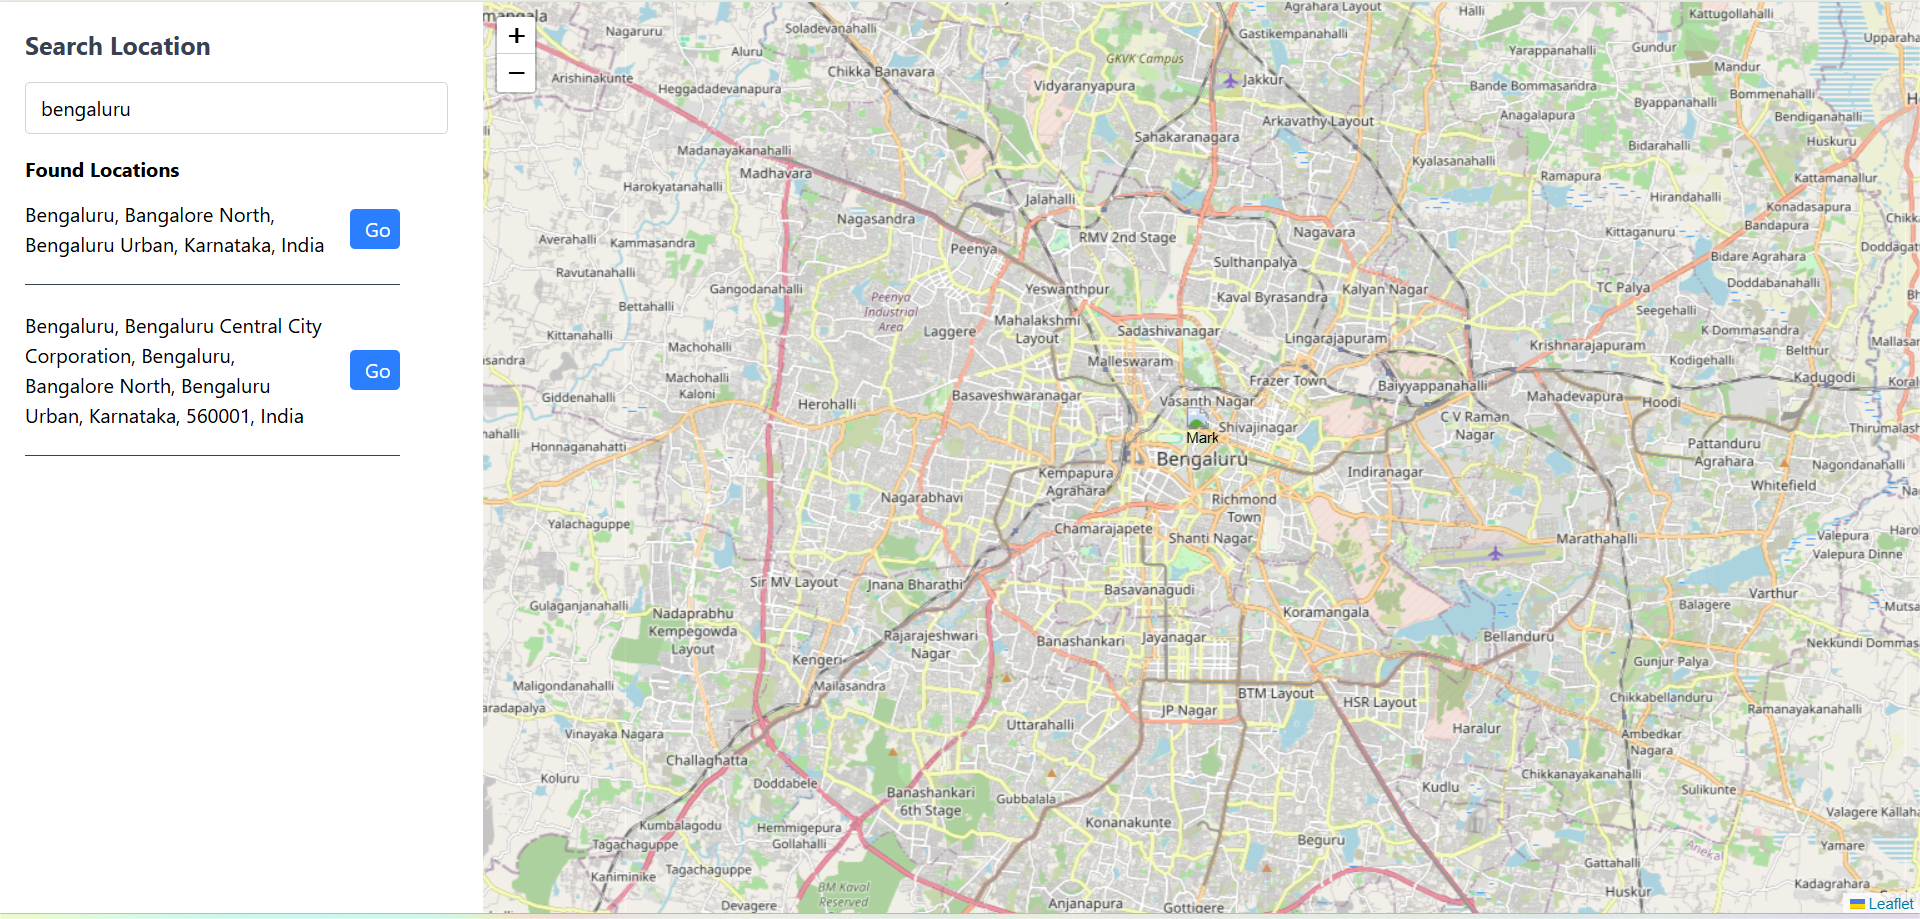 Search Location
bengaluru
Found Locations
Bengaluru, Bangalore North,
Bengaluru Urban, Karnataka, India
Go
Bengaluru, Bengaluru Central City
Corporation, Bengaluru,
Bangalore North, Bengaluru
Urban, Karnataka, 560001, India
Go
+
−
Nagaruru
Soladevanahalli
Agrahara Layout
Halli
Kattugollahalli
Aluru
Gastikempanahalli
Yarappanahalli
Gundur
Arishinakunte
Heggadadevanapura
Chikka Banavara
GKVK Campus
Vidyaranyapura
Jakkur
Bande Bommasandra
Mandur
Bommenahalli
Byappanahalli
Anagalapura
Bendiganahalli
Arkavathy Layout
Sahakaranagara
Huskuru
Bidarahalli
Madanayakanahalli
Madhavara
Kyalasanahalli
Ramapura
Kattamanallur
Harokyatanahalli
Jalahalli
Hirandahalli
Konadasapura
Nagasandra
Bandapura
Averahalli
Kammasandra
Peenya
RMV 2nd Stage
Nagavara
Kittaganuru
Bidare Agrahara
Ravutanahalli
Sulthanpalya
Gangodanahalli
Yeswanthpur
Kaval Byrasandra
Kalyan Nagar
TC Palya
Doddabanahalli
Bettahalli
Peenya
Industrial
Area
Seegehalli
Kittanahalli
Laggere
Mahalakshmi
Layout
Sadashivanagar
Lingarajapuram
Krishnarajapuram
K Dommasandra
Machohalli
Malleswaram
Kodigehalli
Belthur
Machohalli
Kaloni
Frazer Town
Baiyyappanahalli
Kadugodi
Giddenahalli
Herohalli
Basaveshwaranagar
Vasanth Nagar
Mahadevapura
Hoodi
Honnaganahatti
Mark
Shivajinagar
C V Raman
Nagar
Pattanduru
Agrahara
Bengaluru
Kempapura
Agrahara
Indiranagar
Nagondanahalli
Whitefield
Nagarabhavi
Richmond
Town
Yalachaguppe
Chamarajapete
Shanti Nagar
Marathahalli
Valepura
Valepura Dinne
Sir MV Layout
Jnana Bharathi
Basavanagudi
Varthur
Gulaganjanahalli
Nadaprabhu
Kempegowda
Layout
Koramangala
Balagere
Rajarajeshwari
Nagar
Banashankari
Jayanagar
Bellanduru
Nekkundi Dommas
Kengeri
Gunjur Palya
Maligondanahalli
Mailasandra
BTM Layout
HSR Layout
Chikkabellanduru
Ramanayakanahalli
JP Nagar
Uttarahalli
Haralur
Vinayaka Nagara
Ambedkar
Nagara
Challaghatta
Koluru
Doddabele
Chikkanayakanahalli
Banashankari
6th Stage
Gubbalala
Kudlu
Sulikunte
Kumbalagodu
Hemmigepura
Gollahalli
Konanakunte
Beguru
Tagachaguppe
Yamare
Kaniminike
Tagachaguppe
Gattahalli
BM Kaval
Reserved
Huskur
Kadagrahara
Devagere
Anjanapura
Gottigere
Leaflet